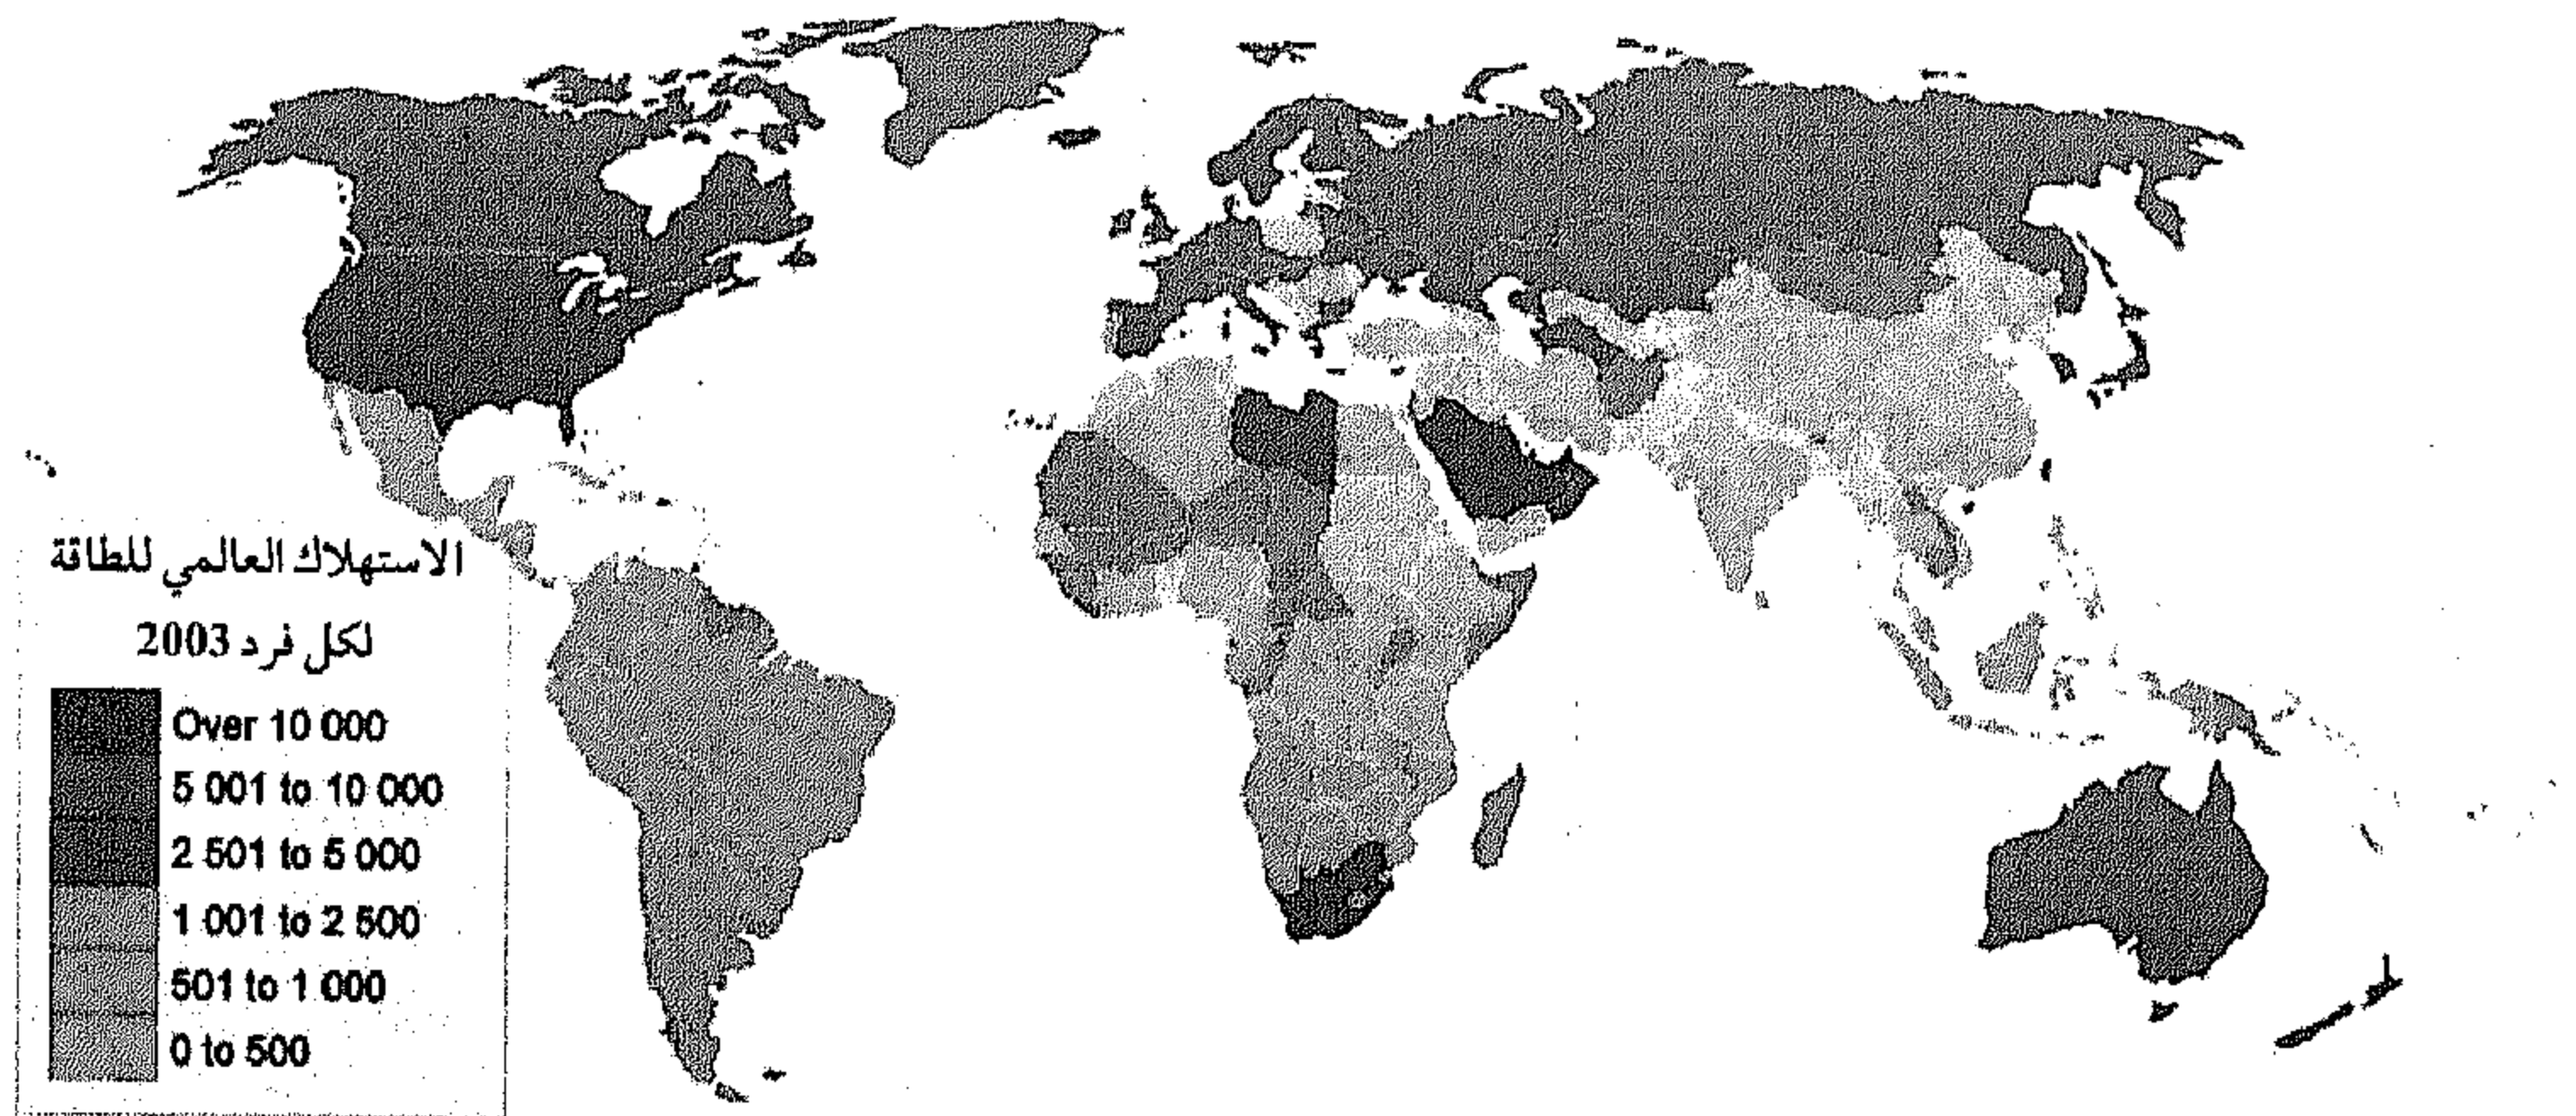 الاستهلاك العالمي للطاقة
لكل فرد 2003
Over 10 000
5 001 to 10 000
2 501 to 5 000
1 001 to 2 500
501 to 1 000
0 to 500